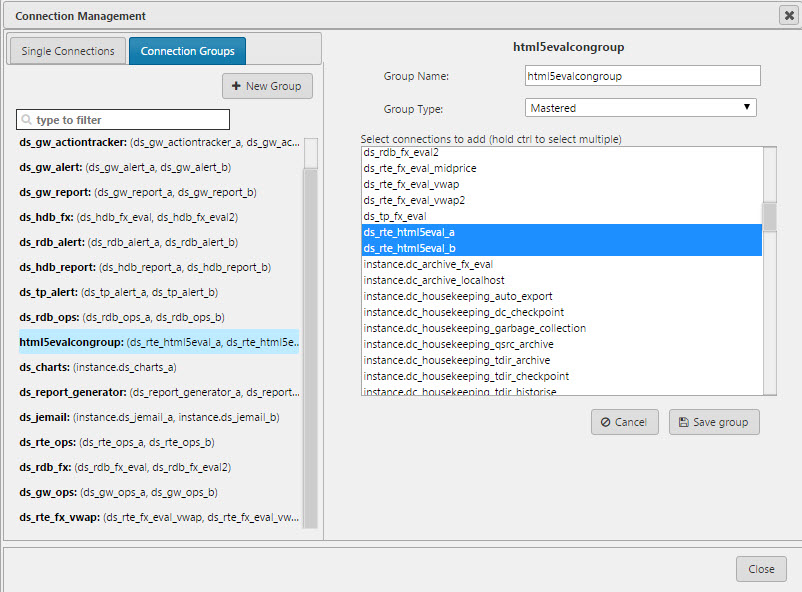 Connection Management
Single Connections
Connection Groups
New Group
type to filter
ds_gw_actiontracker: (ds_gw_actiontracker_a, ds_gw_ac...
ds_gw_alert: (ds_gw_alert_a, ds_gw_alert_b)
ds_gw_report: (ds_gw_report_a, ds_gw_report_b)
ds_hdb_fx: (ds_hdb_fx_eval, ds_hdb_fx_eval2)
ds_rdb_alert: (ds_rdb_alert_a, ds_rdb_alert_b)
ds_hdb_report: (ds_hdb_report_a, ds_hdb_report_b)
ds_tp_alert: (ds_tp_alert_a, ds_tp_alert_b)
ds_rdb_ops: (ds_rdb_ops_a, ds_rdb_ops_b)
html5evalcongroup: (ds_rte_html5eval_a, ds_rte_html5e...
ds_charts: (instance.ds_charts_a)
ds_report_generator: (ds_report_generator_a, ds_report...
ds_jemail: (instance.ds_jemail_a, instance.ds_jemail_b)
ds_rte_ops: (ds_rte_ops_a, ds_rte_ops_b)
ds_rdb_fx: (ds_rdb_fx_eval, ds_rdb_fx_eval2)
ds_gw_ops: (ds_gw_ops_a, ds_gw_ops_b)
ds_rte_fx_vwap: (ds_rte_fx_eval_vwap, ds_rte_fx_eval_vw...
html5evalcongroup
Group Name: html5evalcongroup
Group Type: Mastered
Select connections to add (hold ctrl to select multiple)
ds_rdb_fx_eval2
ds_rte_fx_eval_midprice
ds_rte_fx_eval_vwap
ds_rte_fx_eval_vwap2
ds_tp_fx_eval
ds_rte_html5eval_a
ds_rte_html5eval_b
instance.dc_archive_fx_eval
instance.dc_archive_localhost
instance.dc_housekeeping_auto_export
instance.dc_housekeeping_dc_checkpoint
instance.dc_housekeeping_garbage_collection
instance.dc_housekeeping_qsrc_archive
instance.dc_housekeeping_tdir_archive
instance.dc_housekeeping_tdir_checkpoint
instance.dc_housekeeping_tdir_historise
Cancel
Save group
Close